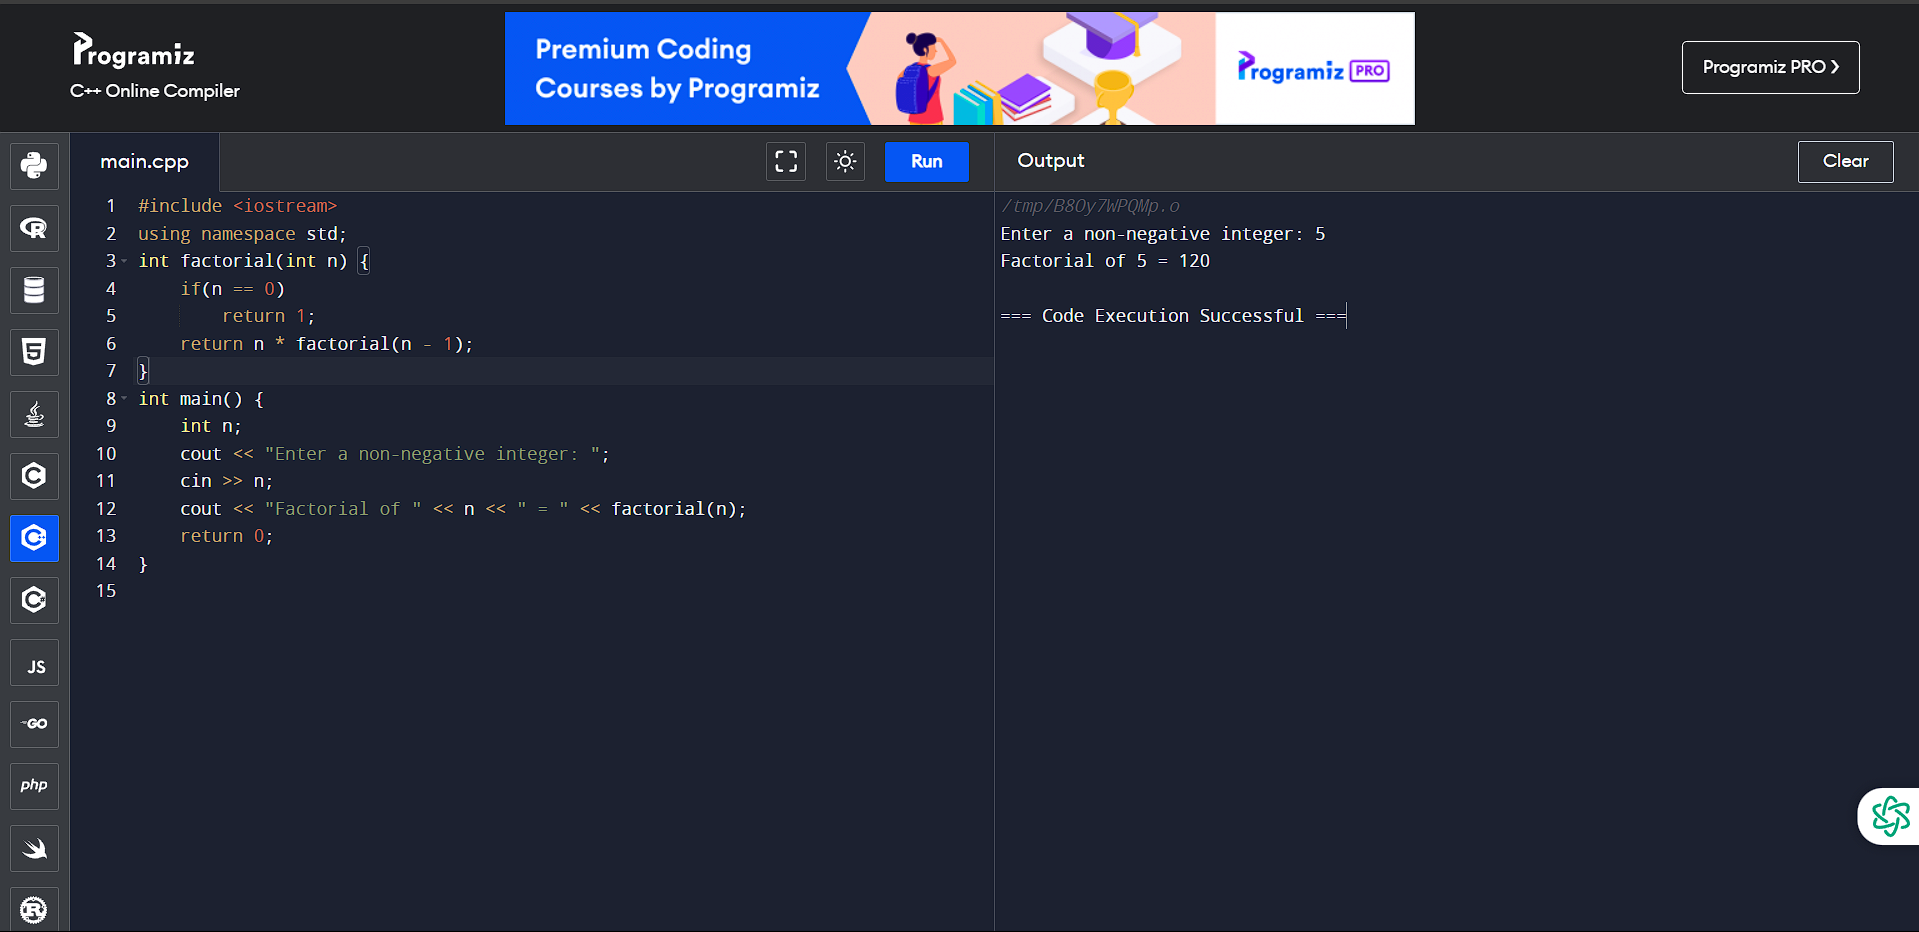 Programiz
C++ Online Compiler
Premium Coding
Courses by Programiz
Programiz PRO
Programiz PRO ❯
main.cpp
Run
Output
Clear
1 #include <iostream>
2 using namespace std;
3 int factorial(int n) {
4     if(n == 0)
5         return 1;
6     return n * factorial(n - 1);
7 }
8 int main() {
9     int n;
10     cout << "Enter a non-negative integer: ";
11     cin >> n;
12     cout << "Factorial of " << n << " = " << factorial(n);
13     return 0;
14 }
15
/tmp/B8Oy7WPQMp.o
Enter a non-negative integer: 5
Factorial of 5 = 120
=== Code Execution Successful ===
R
5
C
C++
C#
JS
GO
php
R